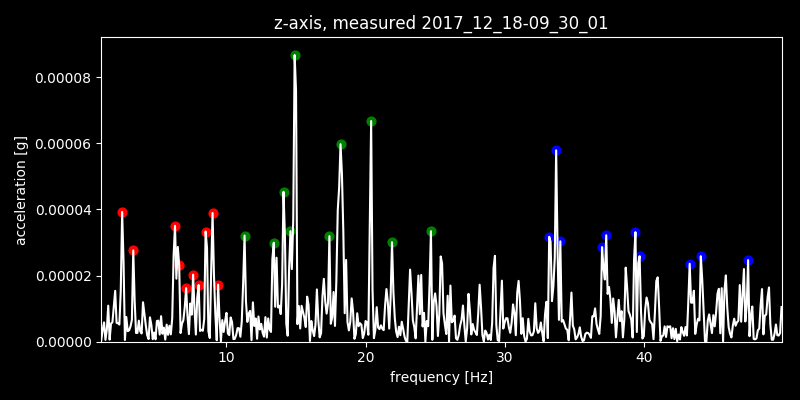 z-axis, measured 2017_12_18-09_30_01
acceleration [g]
0.00008
0.00006
0.00004
0.00002
0.00000
10 20 30 40
frequency [Hz]